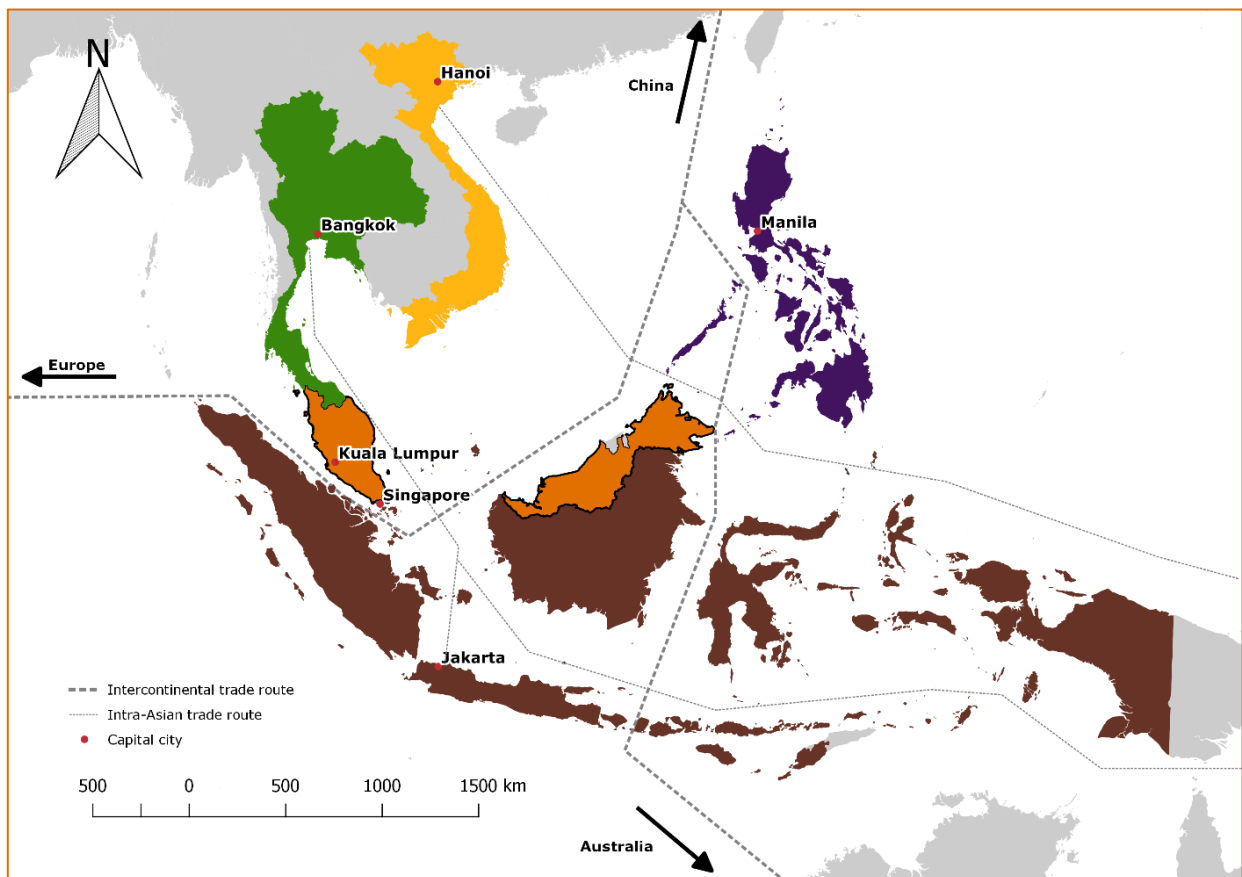 N
Hanoi
China
Bangkok
Manila
Europe
Kuala Lumpur
Singapore
Jakarta
Intercontinental trade route
Intra-Asian trade route
Capital city
500 0 500 1000 1500 km
Australia